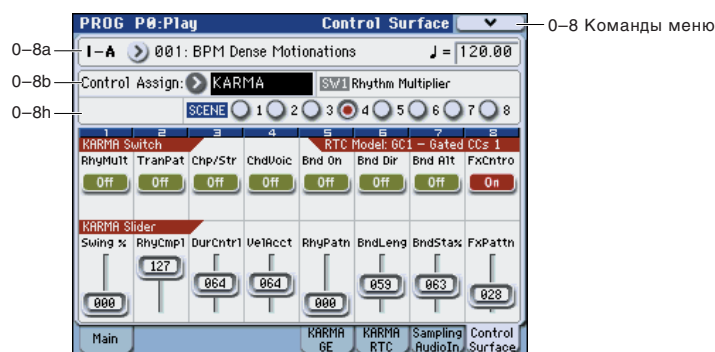 PROG P0:Play Control Surface
0–8 Команды меню
0–8a
I–A 001: BPM Dense Motionations ♩= 120.00
0–8b
Control Assign: KARMA SW1 Rhythm Multiplier
0–8h
SCENE 1 2 3 4 5 6 7 8
1 2 3 4 5 6 7 8
KARMA Switch RTC Model: GC1 – Gated CCs 1
RhyMult TranPat Chp/Str ChdVoic Bnd On Bnd Dir Bnd Alt FxCntro
Off Off Off Off Off Off Off On
KARMA Slider
Swing % RhyCmpl DurCntrl VelAcct RhyPatn BndLeng BndSta% FxPattn
000 127 064 064 000 059 063 028
Main KARMA GE KARMA RTC Sampling AudioIn Control Surface